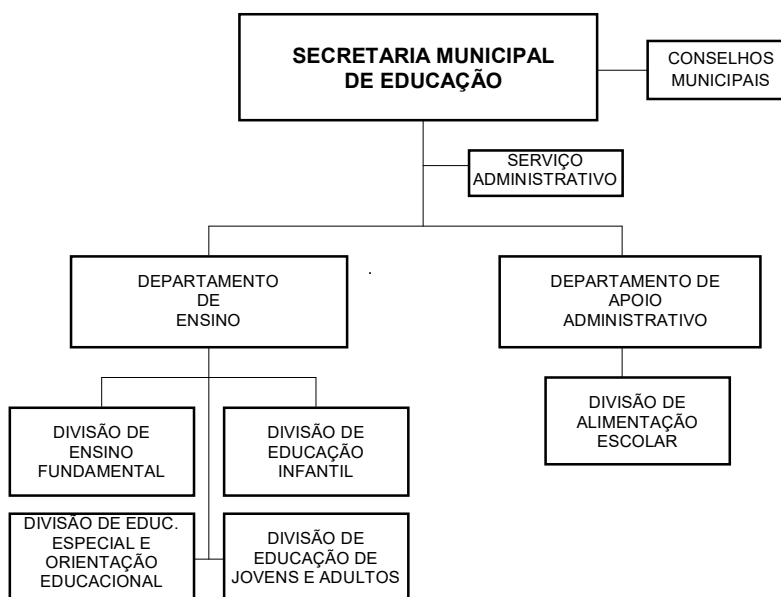 SECRETARIA MUNICIPAL
DE EDUCAÇÃO
CONSELHOS
MUNICIPAIS
SERVIÇO
ADMINISTRATIVO
DEPARTAMENTO
DE
ENSINO
DEPARTAMENTO DE
APOIO
ADMINISTRATIVO
DIVISÃO DE
ENSINO
FUNDAMENTAL
DIVISÃO DE
EDUCAÇÃO
INFANTIL
DIVISÃO DE
ALIMENTAÇÃO
ESCOLAR
DIVISÃO DE EDUC.
ESPECIAL E
ORIENTAÇÃO
EDUCACIONAL
DIVISÃO DE
EDUCAÇÃO DE
JOVENS E ADULTOS